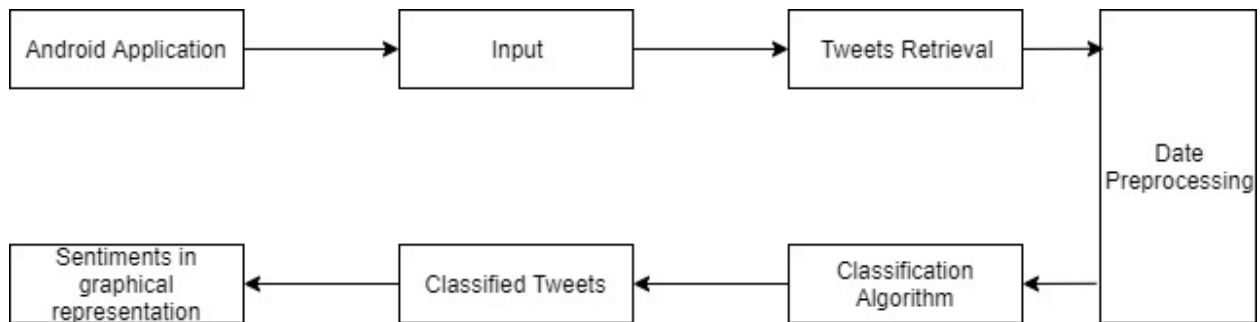 Android Application
Input
Tweets Retrieval
Date
Preprocessing
Classification
Algorithm
Classified Tweets
Sentiments in
graphical
representation